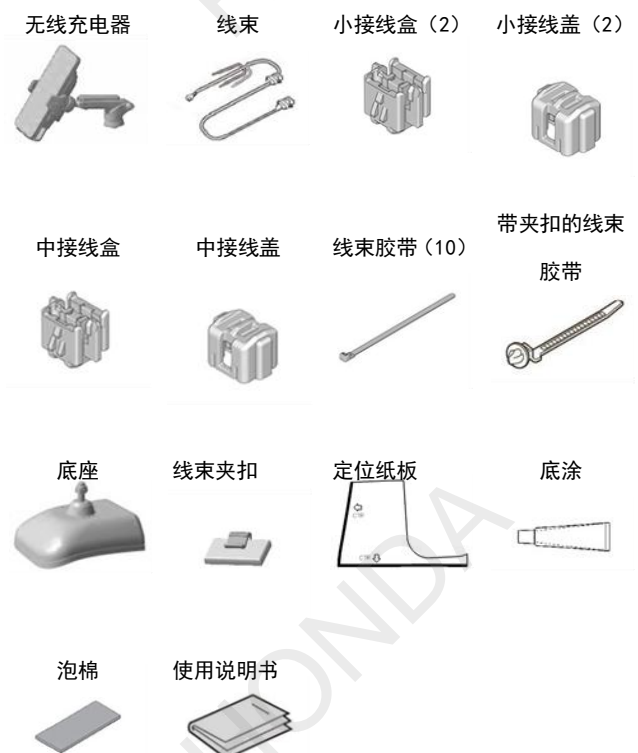 无线充电器
线束
小接线盒（2）
小接线盖（2）
中接线盒
中接线盖
线束胶带（10）
带夹扣的线束
胶带
底座
线束夹扣
定位纸板
底涂
泡棉
使用说明书
HONDA